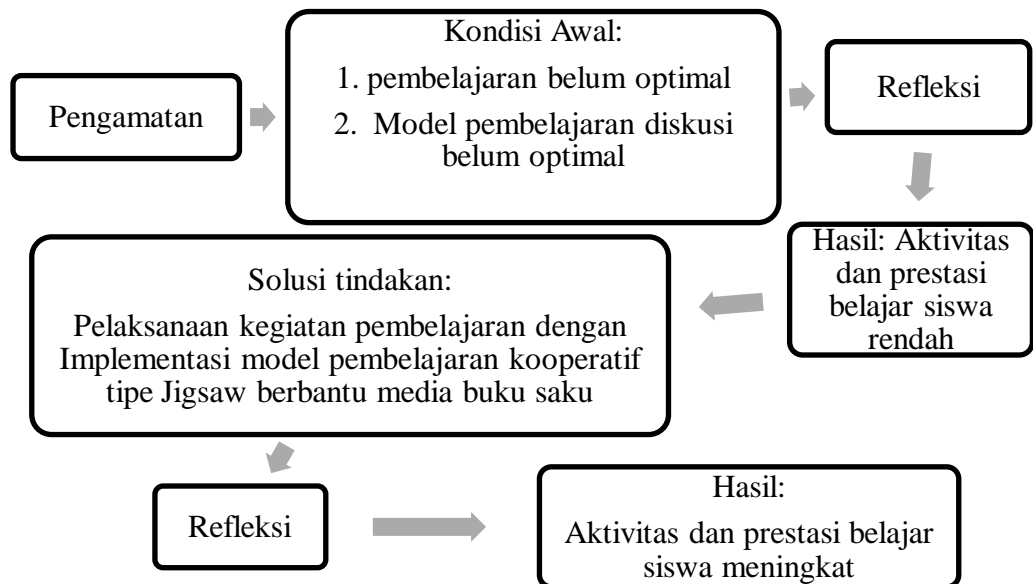 Pengamatan
Kondisi Awal:
1. pembelajaran belum optimal
2. Model pembelajaran diskusi
belum optimal
Refleksi
Hasil: Aktivitas
dan prestasi
belajar siswa
rendah
Solusi tindakan:
Pelaksanaan kegiatan pembelajaran dengan
Implementasi model pembelajaran kooperatif
tipe Jigsaw berbantu media buku saku
Refleksi
Hasil:
Aktivitas dan prestasi belajar
siswa meningkat